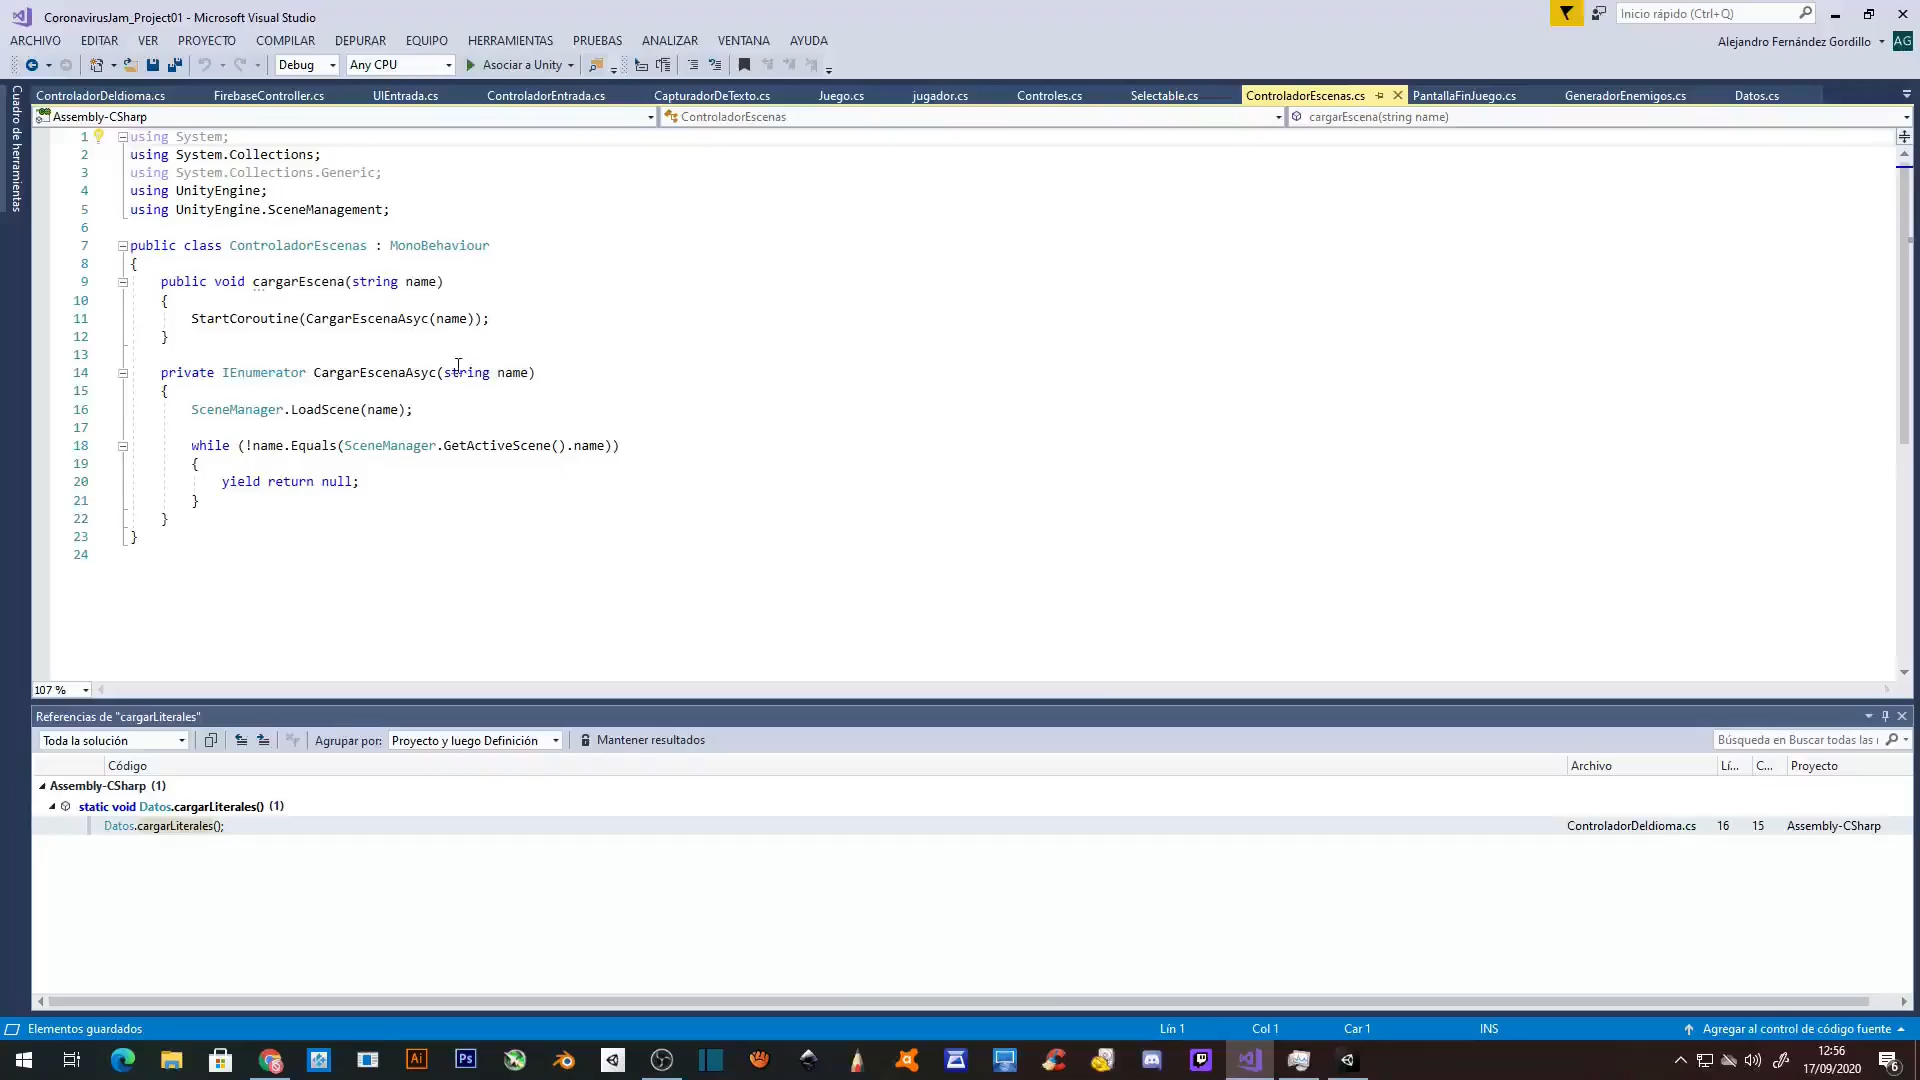 CoronavirusJam_Project01 - Microsoft Visual Studio
Inicio rápido (Ctrl+Q)
ARCHIVO EDITAR VER PROYECTO COMPILAR DEPURAR EQUIPO HERRAMIENTAS PRUEBAS ANALIZAR VENTANA AYUDA
Alejandro Fernández Gordillo AG
Debug Any CPU Asociar a Unity
Cuadro de herramientas
ControladorDeIdioma.cs FirebaseController.cs UIEntrada.cs ControladorEntrada.cs CapturadorDeTexto.cs Juego.cs jugador.cs Controles.cs Selectable.cs ControladorEscenas.cs PantallaFinJuego.cs GeneradorEnemigos.cs Datos.cs
Assembly-CSharp ControladorEscenas cargarEscena(string name)
1 using System;
2 using System.Collections;
3 using System.Collections.Generic;
4 using UnityEngine;
5 using UnityEngine.SceneManagement;
6
7 public class ControladorEscenas : MonoBehaviour
8 {
9 public void cargarEscena(string name)
10 {
11 StartCoroutine(CargarEscenaAsyc(name));
12 }
13
14 private IEnumerator CargarEscenaAsyc(string name)
15 {
16 SceneManager.LoadScene(name);
17
18 while (!name.Equals(SceneManager.GetActiveScene().name))
19 {
20 yield return null;
21 }
22 }
23 }
24
107 %
Referencias de "cargarLiterales"
Toda la solución Agrupar por: Proyecto y luego Definición Mantener resultados Búsqueda en Buscar todas las
Código Archivo Lí... C... Proyecto
Assembly-CSharp (1)
static void Datos.cargarLiterales() (1)
Datos.cargarLiterales(); ControladorDeIdioma.cs 16 15 Assembly-CSharp
Elementos guardados Lín 1 Col 1 Car 1 INS Agregar al control de código fuente
Ai Ps
12:56
17/09/2020
6